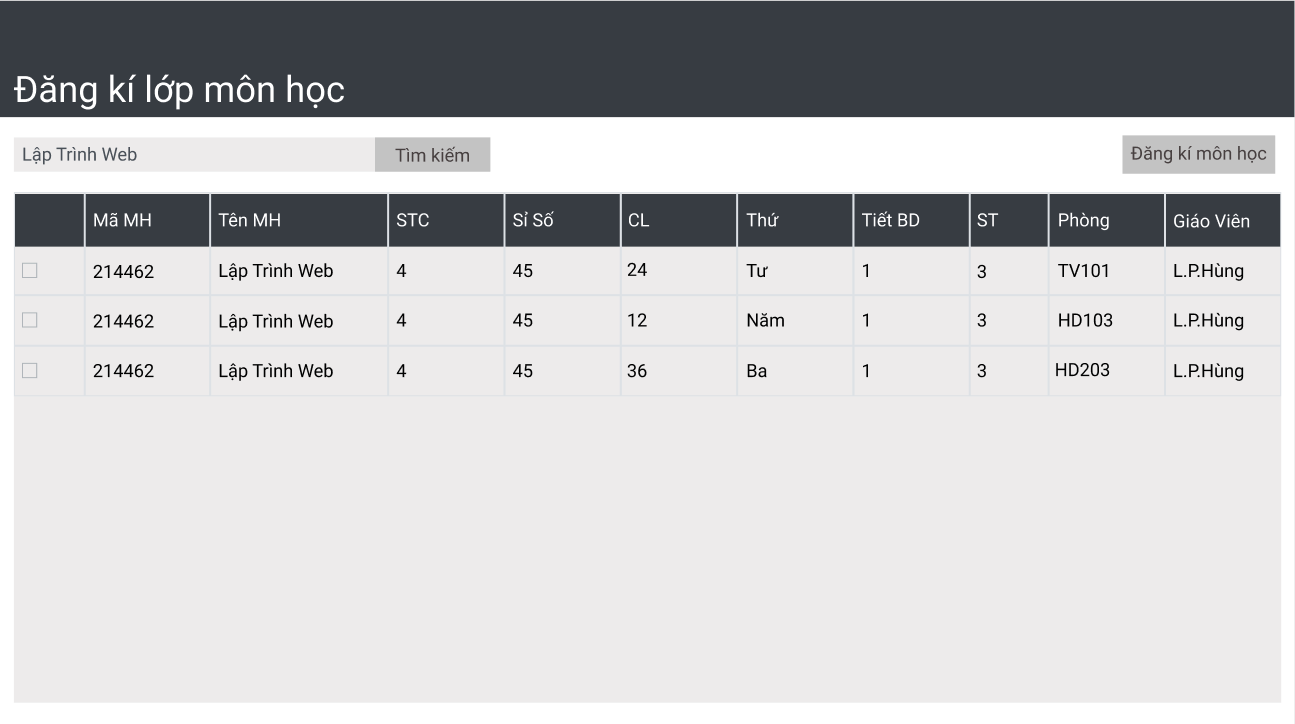 Đăng kí lớp môn học
Lập Trình Web Tìm kiếm Đăng kí môn học
Mã MH Tên MH STC Sỉ Số CL Thứ Tiết BD ST Phòng Giáo Viên
214462 Lập Trình Web 4 45 24 Tư 1 3 TV101 L.P.Hùng
214462 Lập Trình Web 4 45 12 Năm 1 3 HD103 L.P.Hùng
214462 Lập Trình Web 4 45 36 Ba 1 3 HD203 L.P.Hùng